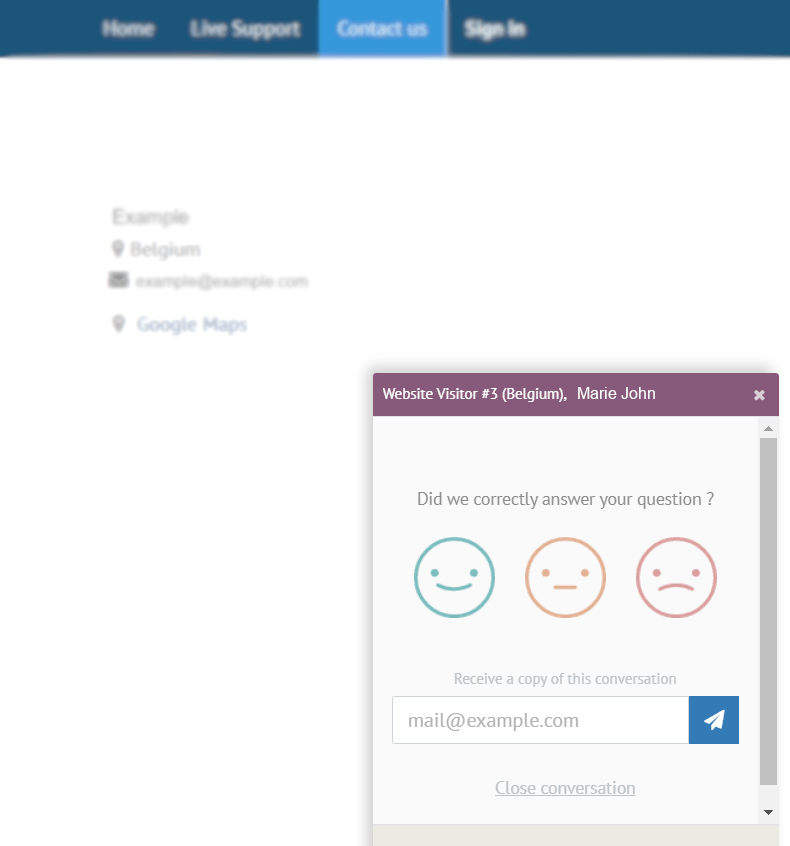 Home Live Support Contact us Sign in
Example
Belgium
example@example.com
Google Maps
Website Visitor #3 (Belgium), Marie John
Did we correctly answer your question ?
Receive a copy of this conversation
mail@example.com
Close conversation